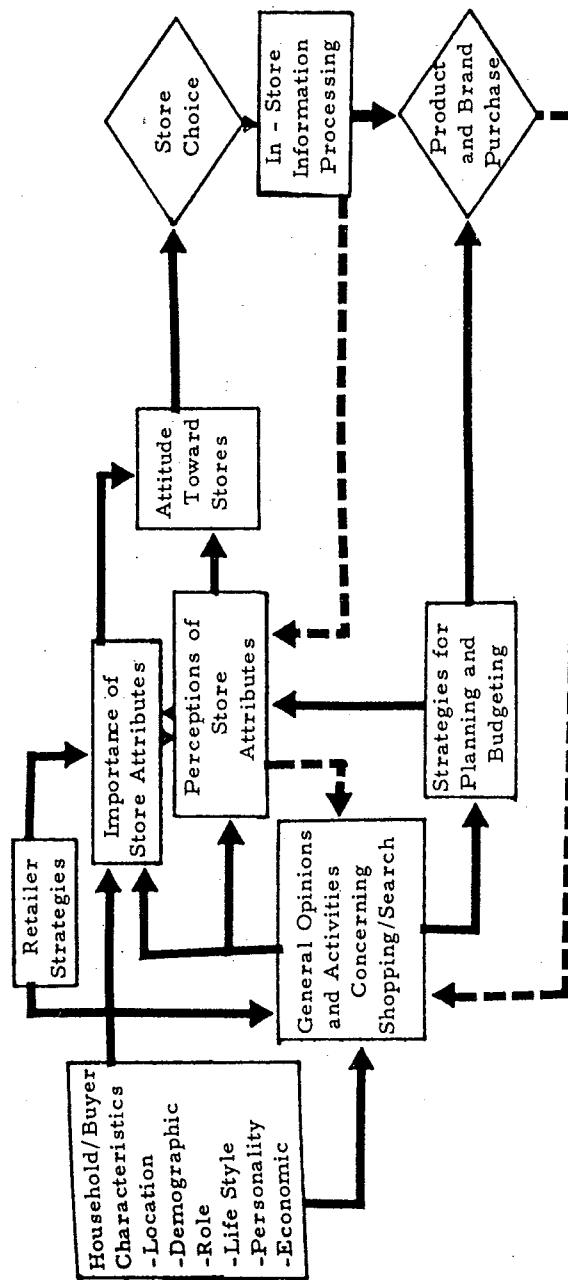 Household/Buyer
Characteristics
-Location
-Demographic
-Role
-Life Style
-Personality
-Economic
Retailer
Strategies
General Opinions
and Activities
Concerning
Shopping/Search
Importance of
Store Attributes
Perceptions of
Store
Attributes
Strategies for
Planning and
Budgeting
Attitude
Toward
Stores
Store
Choice
In - Store
Information
Processing
Product
and Brand
Purchase